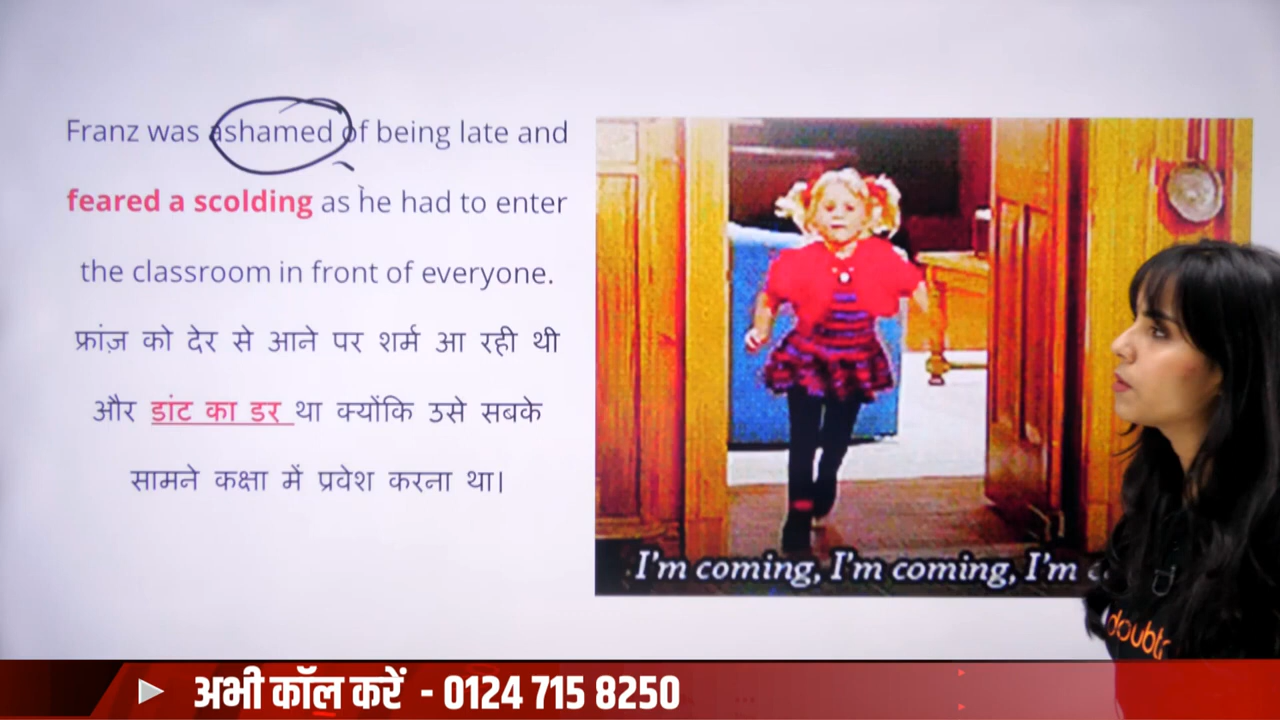 Franz was ashamed of being late and
feared a scolding as he had to enter
the classroom in front of everyone.
फ्रांज़ को देर से आने पर शर्म आ रही थी
और डांट का डर था क्योंकि उसे सबके
सामने कक्षा में प्रवेश करना था।
I'm coming, I'm coming, I'm
अभी कॉल करें - 0124 715 8250